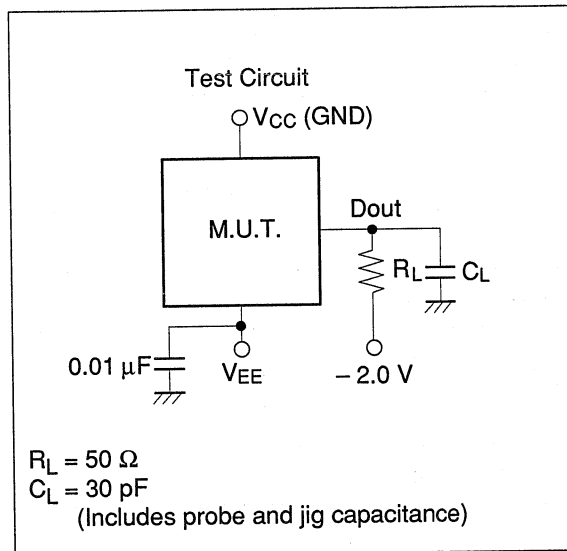 Test Circuit
VCC (GND)
M.U.T.
Dout
RL
CL
0.01 μF
VEE
– 2.0 V
RL = 50 Ω
CL = 30 pF
(Includes probe and jig capacitance)